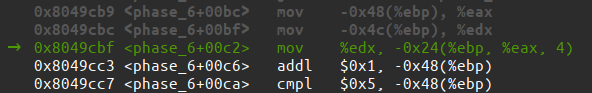 0x8049cb9 <phase_6+00bc> mov -0x48(%ebp), %eax
0x8049cbc <phase_6+00bf> mov -0x4c(%ebp), %edx
→ 0x8049cbf <phase_6+00c2> mov %edx, -0x24(%ebp, %eax, 4)
0x8049cc3 <phase_6+00c6> addl $0x1, -0x48(%ebp)
0x8049cc7 <phase_6+00ca> cmpl $0x5, -0x48(%ebp)